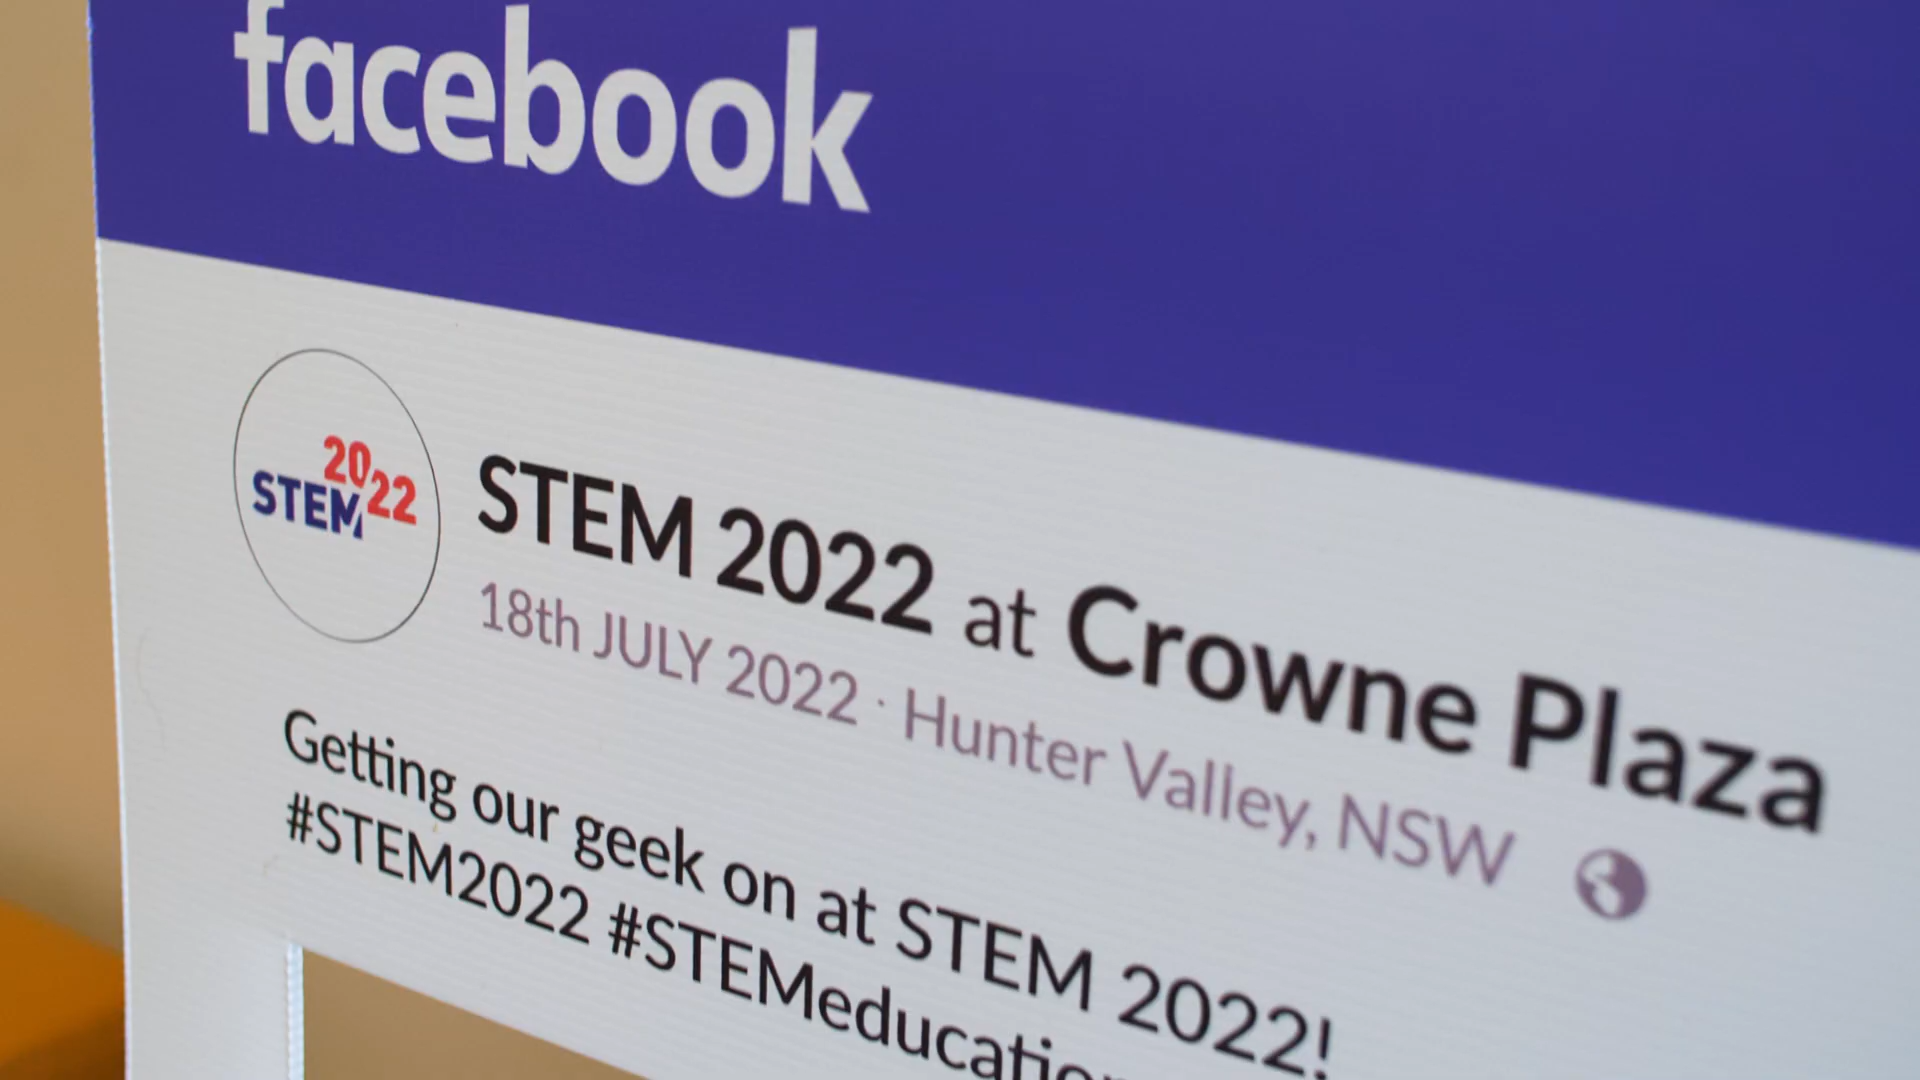 facebook
2022
STEM
STEM 2022 at Crowne Plaza
18th JULY 2022 · Hunter Valley, NSW
Getting our geek on at STEM 2022!
#STEM2022 #STEMeducatio